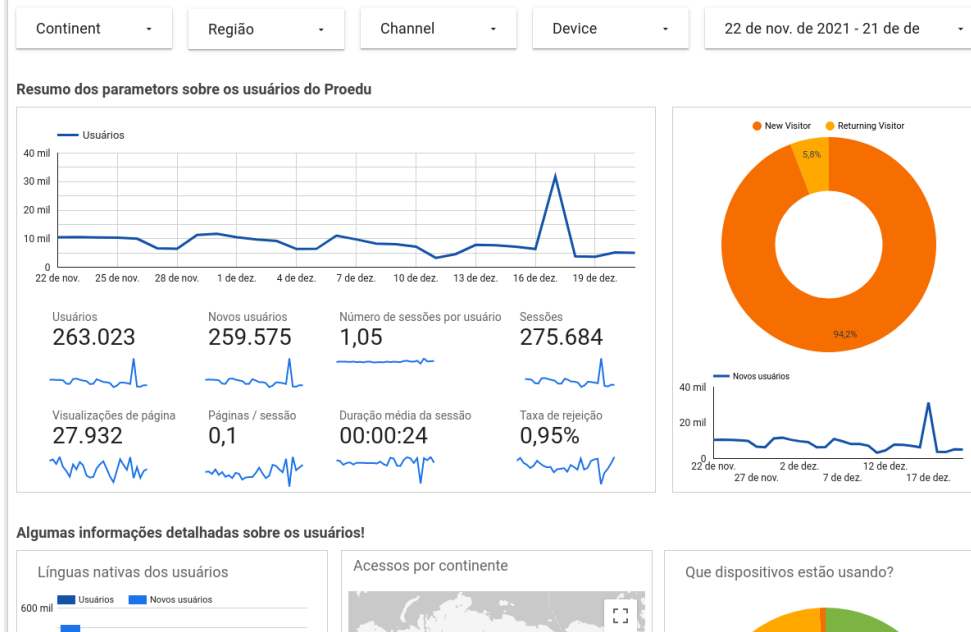 Continent
Região
Channel
Device
22 de nov. de 2021 - 21 de de
Resumo dos parametors sobre os usuários do Proedu
Usuários
40 mil
30 mil
20 mil
10 mil
0
22 de nov. 25 de nov. 28 de nov. 1 de dez. 4 de dez. 7 de dez. 10 de dez. 13 de dez. 16 de dez. 19 de dez.
Usuários
263.023
Novos usuários
259.575
Número de sessões por usuário
1,05
Sessões
275.684
Visualizações de página
27.932
Páginas / sessão
0,1
Duração média da sessão
00:00:24
Taxa de rejeição
0,95%
New Visitor Returning Visitor
5,8%
94,2%
Novos usuários
40 mil
20 mil
0
22 de nov. 2 de dez. 12 de dez.
27 de nov. 7 de dez. 17 de dez.
Algumas informações detalhadas sobre os usuários!
Línguas nativas dos usuários
Usuários Novos usuários
600 mil
Acessos por continente
Que dispositivos estão usando?